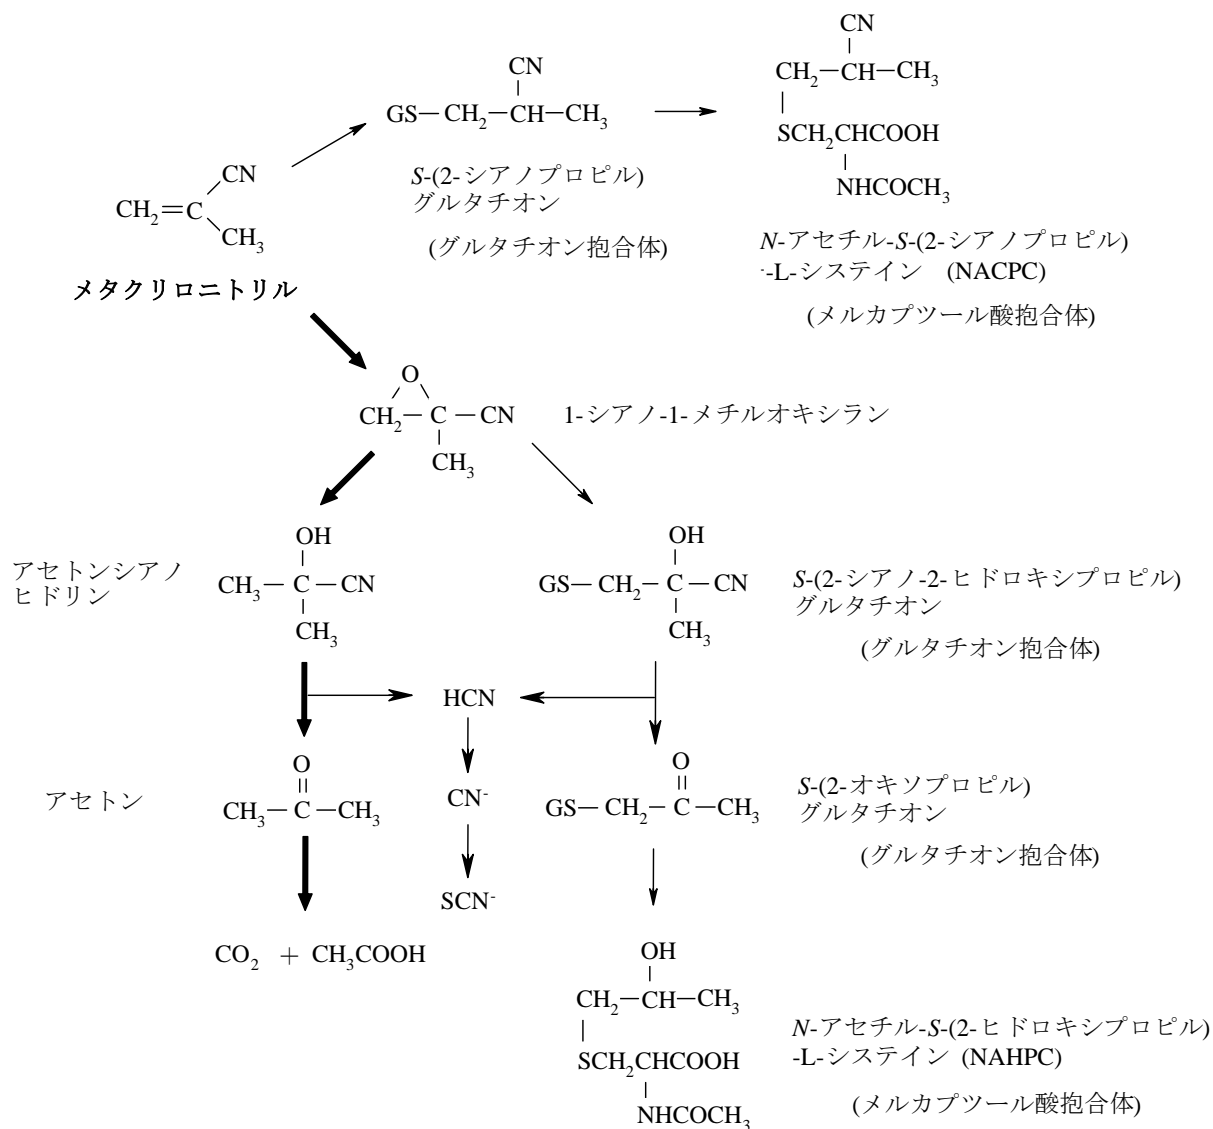 CN
CH2−CH−CH3
SCH2CHCOOH
NHCOCH3
N-アセチル-S-(2-シアノプロピル)
-L-システイン (NACPC)
(メルカプツール酸抱合体)
CN
GS−CH2−CH−CH3
S-(2-シアノプロピル)
グルタチオン
(グルタチオン抱合体)
CN
CH2=C
CH3
メタクリロニトリル
O
CH2−C−CN
CH3
1-シアノ-1-メチルオキシラン
アセトンシアノ
ヒドリン
OH
CH3−C−CN
CH3
OH
GS−CH2−C−CN
CH3
S-(2-シアノ-2-ヒドロキシプロピル)
グルタチオン
(グルタチオン抱合体)
HCN
CN-
SCN-
アセトン
O
CH3−C−CH3
O
GS−CH2−C−CH3
S-(2-オキソプロピル)
グルタチオン
(グルタチオン抱合体)
CO2 + CH3COOH
OH
CH2−CH−CH3
SCH2CHCOOH
NHCOCH3
N-アセチル-S-(2-ヒドロキシプロピル)
-L-システイン (NAHPC)
(メルカプツール酸抱合体)